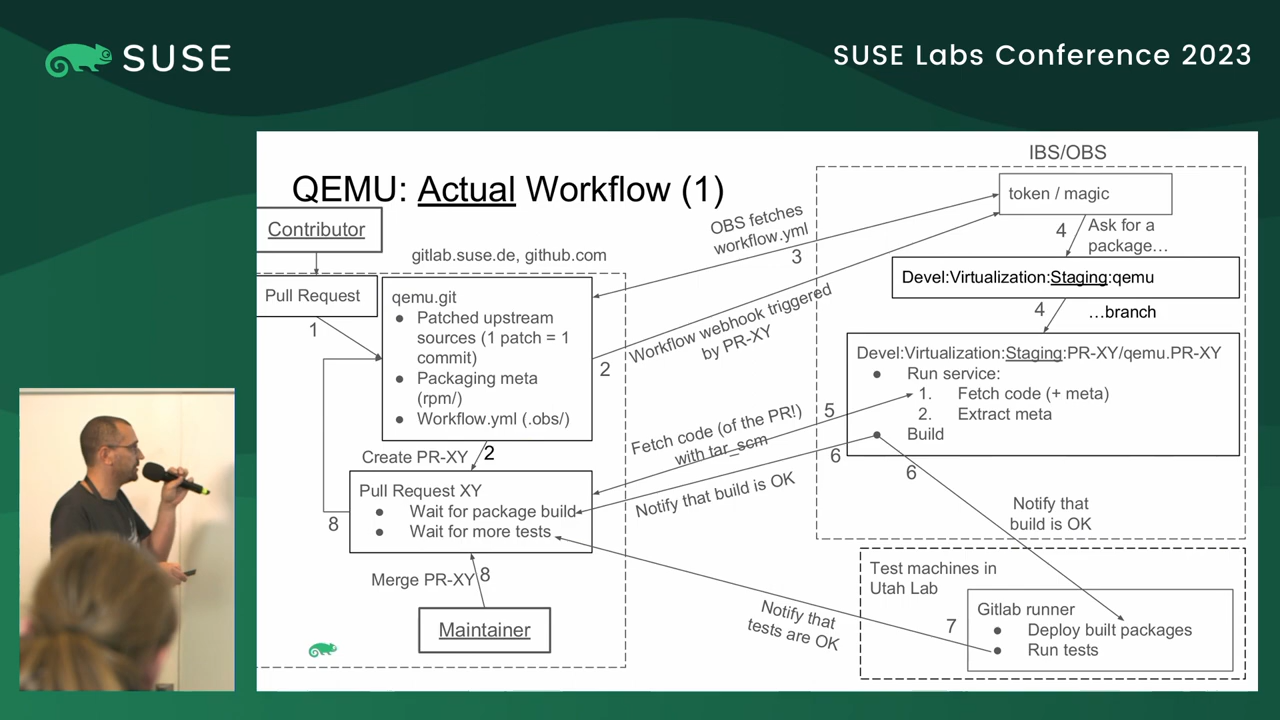 SUSE
SUSE Labs Conference 2023
IBS/OBS
QEMU: Actual Workflow (1)
token / magic
Contributor
OBS fetches
workflow.yml
3
4
Ask for a
package…
gitlab.suse.de, github.com
Devel:Virtualization:Staging:qemu
Pull Request
1
qemu.git
● Patched upstream
sources (1 patch = 1
commit)
● Packaging meta
(rpm/)
● Workflow.yml (.obs/)
Workflow webhook triggered
by PR-XY
2
4
…branch
Devel:Virtualization:Staging:PR-XY/qemu.PR-XY
● Run service:
1. Fetch code (+ meta)
2. Extract meta
● Build
5
Fetch code (of the PR!)
with tar_scm
6
6
Create PR-XY
2
Notify that build is OK
Pull Request XY
● Wait for package build
● Wait for more tests
8
Notify that
build is OK
Merge PR-XY
8
Maintainer
Test machines in
Utah Lab
Gitlab runner
● Deploy built packages
● Run tests
7
Notify that
tests are OK